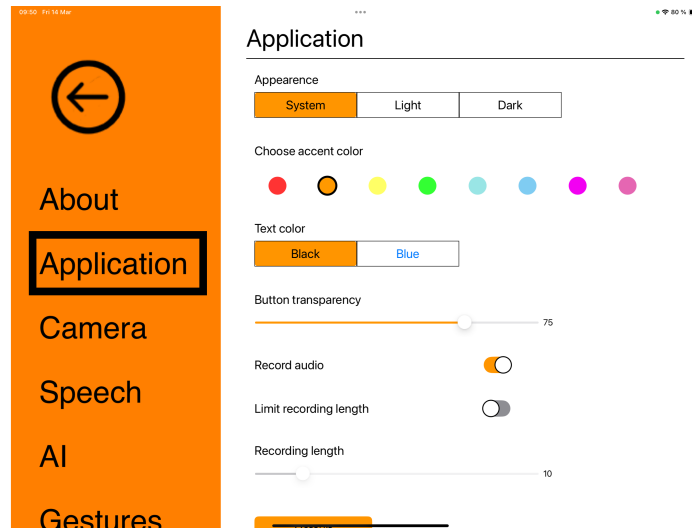 09:50 Fri 14 Mar
80 %
Application
About
Application
Camera
Speech
AI
Gestures
Appearence
System Light Dark
Choose accent color
Text color
Black Blue
Button transparency
75
Record audio
Limit recording length
Recording length
10